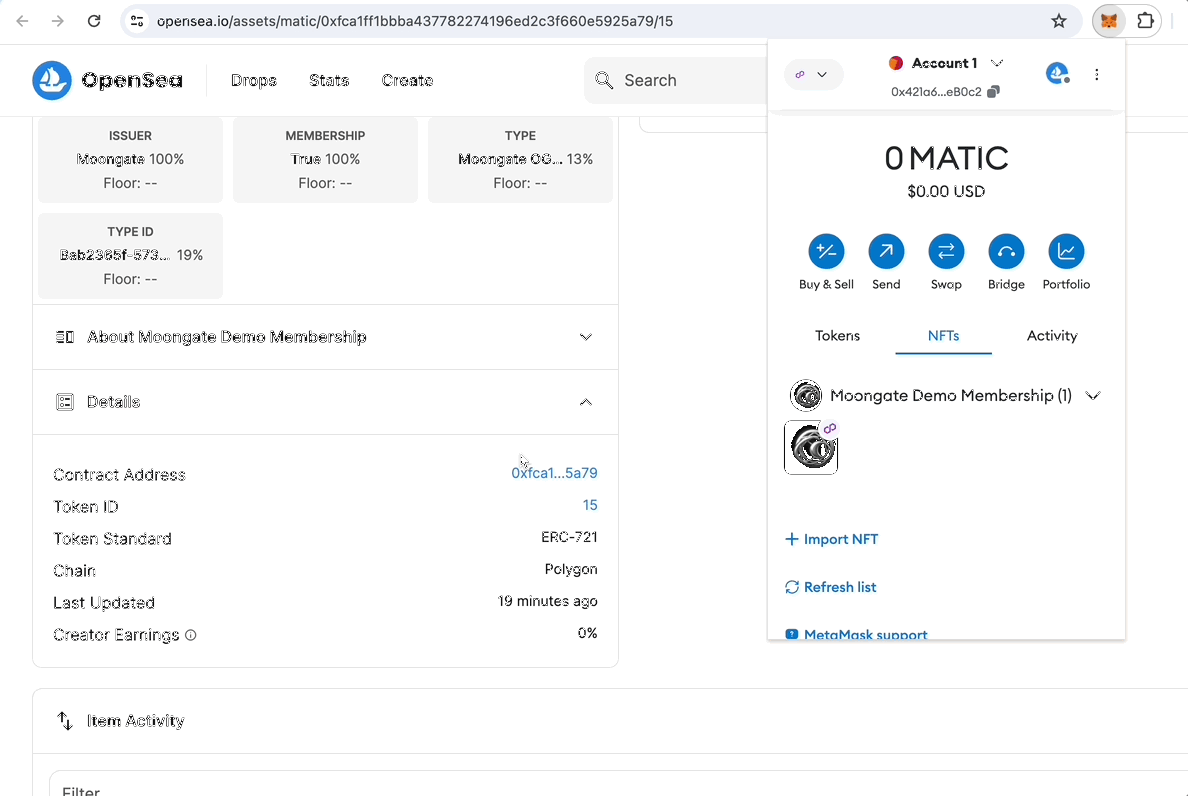 opensea.io/assets/matic/0xfca1ff1bbba437782274196ed2c3f660e5925a79/15
OpenSea
Drops
Stats
Create
Search
ISSUER
Moongate 100%
Floor: --
MEMBERSHIP
True 100%
Floor: --
TYPE
Moongate OG... 13%
Floor: --
TYPE ID
Bab2365f-573... 19%
Floor: --
About Moongate Demo Membership
Details
Contract Address 0xfca1...5a79
Token ID 15
Token Standard ERC-721
Chain Polygon
Last Updated 19 minutes ago
Creator Earnings 0%
Item Activity
Filter
Account 1
0x421a6...eB0c2
0 MATIC
$0.00 USD
Buy & Sell
Send
Swap
Bridge
Portfolio
Tokens
NFTs
Activity
Moongate Demo Membership (1)
Import NFT
Refresh list
MetaMask support